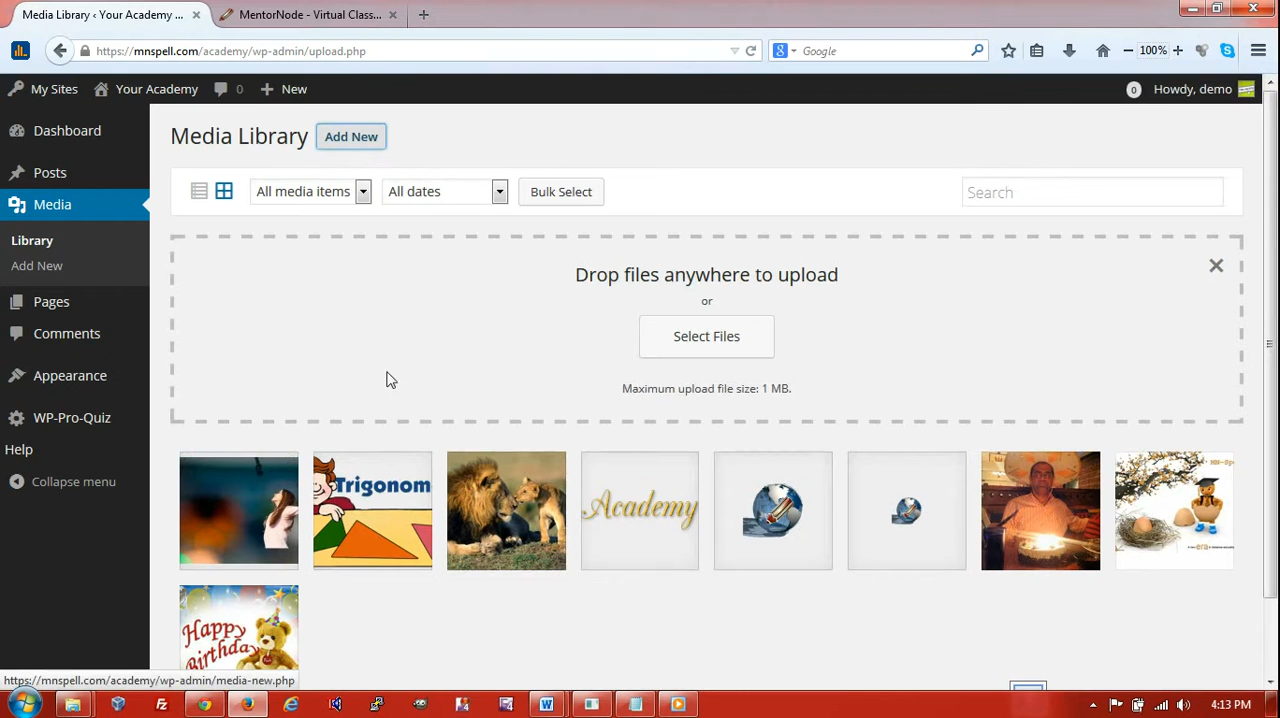 Media Library ‹ Your Academy ...
MentorNode - Virtual Class...
https://mnspell.com/academy/wp-admin/upload.php
Google
100%
My Sites
Your Academy
0
New
0
Howdy, demo
Dashboard
Posts
Media
Library
Add New
Pages
Comments
Appearance
WP-Pro-Quiz
Help
Collapse menu
Media Library
Add New
All media items
All dates
Bulk Select
Search
Drop files anywhere to upload
or
Select Files
Maximum upload file size: 1 MB.
Trigonom
Academy
Happy
Birthday
https://mnspell.com/academy/wp-admin/media-new.php
4:13 PM